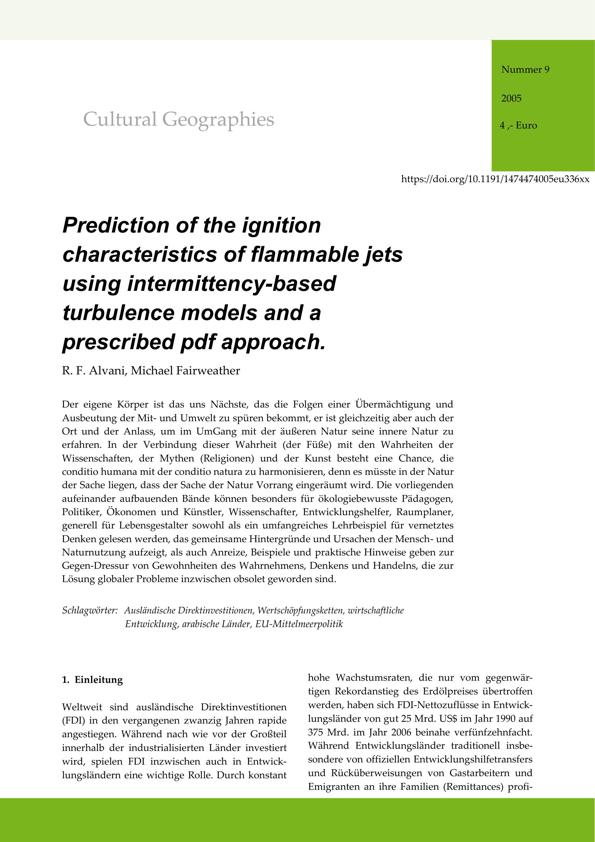 Nummer 9
2005
4 ,- Euro
Cultural Geographies
https://doi.org/10.1191/1474474005eu336xx
Prediction of the ignition
characteristics of flammable jets
using intermittency-based
turbulence models and a
prescribed pdf approach.
R. F. Alvani, Michael Fairweather
Der eigene Körper ist das uns Nächste, das die Folgen einer Übermächtigung und
Ausbeutung der Mit- und Umwelt zu spüren bekommt, er ist gleichzeitig aber auch der
Ort und der Anlass, um im UmGang mit der äußeren Natur seine innere Natur zu
erfahren. In der Verbindung dieser Wahrheit (der Füße) mit den Wahrheiten der
Wissenschaften, der Mythen (Religionen) und der Kunst besteht eine Chance, die
conditio humana mit der conditio natura zu harmonisieren, denn es müsste in der Natur
der Sache liegen, dass der Sache der Natur Vorrang eingeräumt wird. Die vorliegenden
aufeinander aufbauenden Bände können besonders für ökologiebewusste Pädagogen,
Politiker, Ökonomen und Künstler, Wissenschafter, Entwicklungshelfer, Raumplaner,
generell für Lebensgestalter sowohl als ein umfangreiches Lehrbeispiel für vernetztes
Denken gelesen werden, das gemeinsame Hintergründe und Ursachen der Mensch- und
Naturnutzung aufzeigt, als auch Anreize, Beispiele und praktische Hinweise geben zur
Gegen-Dressur von Gewohnheiten des Wahrnehmens, Denkens und Handelns, die zur
Lösung globaler Probleme inzwischen obsolet geworden sind.
Schlagwörter: Ausländische Direktinvestitionen, Wertschöpfungsketten, wirtschaftliche
Entwicklung, arabische Länder, EU-Mittelmeerpolitik
1. Einleitung
Weltweit sind ausländische Direktinvestitionen
(FDI) in den vergangenen zwanzig Jahren rapide
angestiegen. Während nach wie vor der Großteil
innerhalb der industrialisierten Länder investiert
wird, spielen FDI inzwischen auch in Entwick-
lungsländern eine wichtige Rolle. Durch konstant
hohe Wachstumsraten, die nur vom gegenwär-
tigen Rekordanstieg des Erdölpreises übertroffen
werden, haben sich FDI-Nettozuflüsse in Entwick-
lungsländer von gut 25 Mrd. US$ im Jahr 1990 auf
375 Mrd. im Jahr 2006 beinahe verfünfzehnfacht.
Während Entwicklungsländer traditionell insbe-
sondere von offiziellen Entwicklungshilfetransfers
und Rücküberweisungen von Gastarbeitern und
Emigranten an ihre Familien (Remittances) profi-